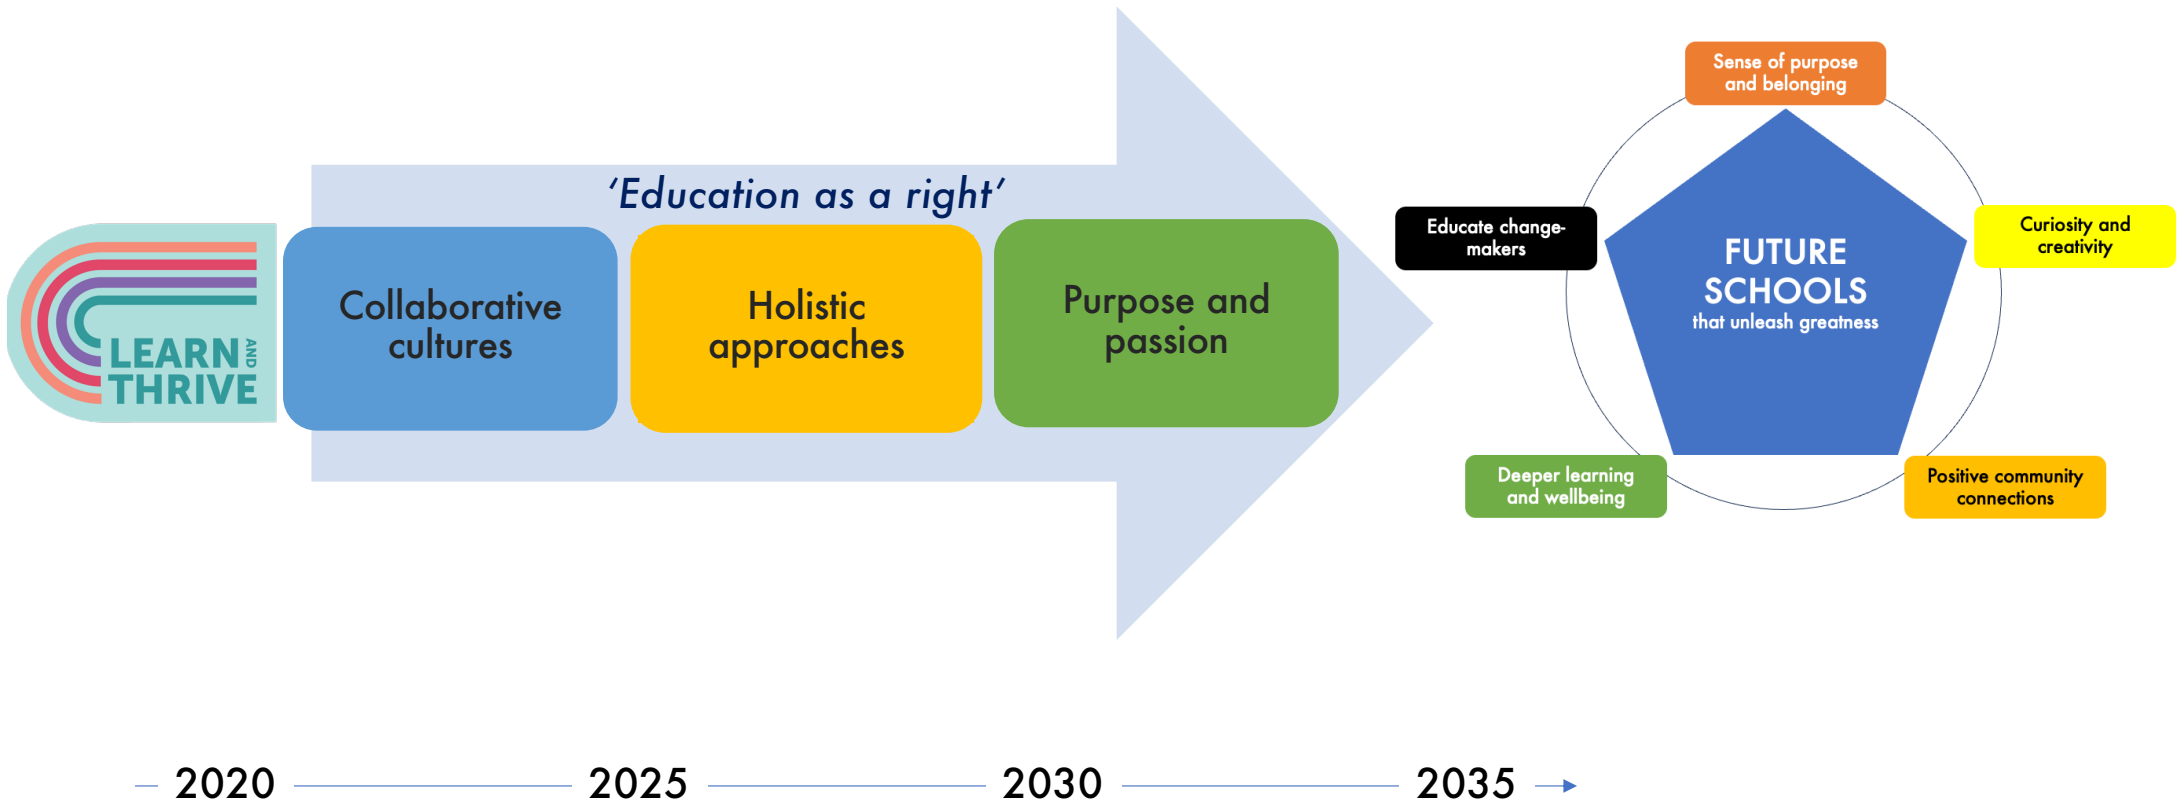 ‘Education as a right’
LEARN AND
THRIVE
Collaborative
cultures
Holistic
approaches
Purpose and
passion
Sense of purpose
and belonging
Educate change-
makers
Curiosity and
creativity
FUTURE
SCHOOLS
that unleash greatness
Deeper learning
and wellbeing
Positive community
connections
2020
2025
2030
2035